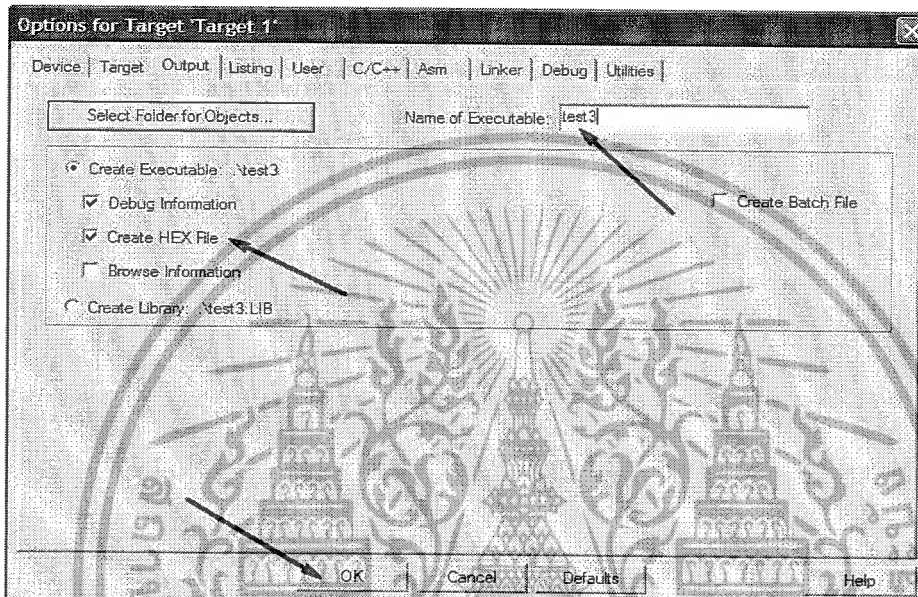 Options for Target 'Target 1'
Device Target Output Listing User C/C++ Asm Linker Debug Utilities
Select Folder for Objects... Name of Executable: test3
Create Executable: .\test3
Debug Information Create Batch File
Create HEX File
Browse Information
Create Library: .\test3.LIB
OK Cancel Defaults Help